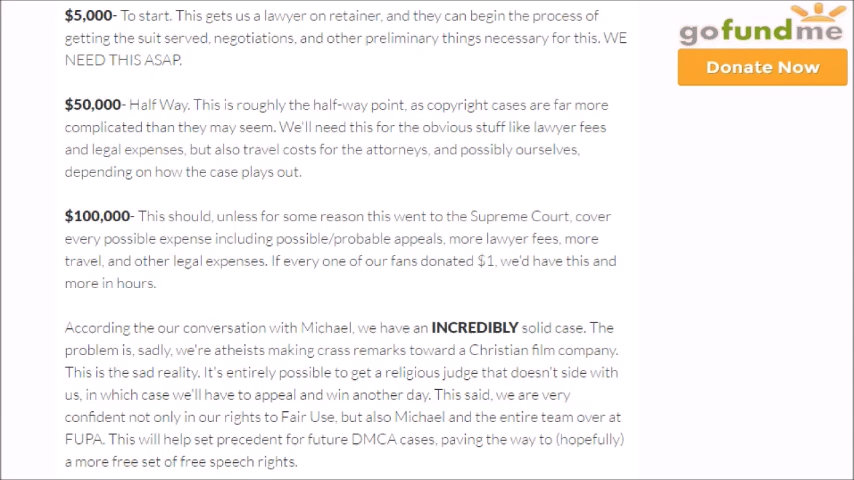 $5,000- To start. This gets us a lawyer on retainer, and they can begin the process of
getting the suit served, negotiations, and other preliminary things necessary for this. WE
NEED THIS ASAP.
$50,000- Half Way. This is roughly the half-way point, as copyright cases are far more
complicated than they may seem. We'll need this for the obvious stuff like lawyer fees
and legal expenses, but also travel costs for the attorneys, and possibly ourselves,
depending on how the case plays out.
$100,000- This should, unless for some reason this went to the Supreme Court, cover
every possible expense including possible/probable appeals, more lawyer fees, more
travel, and other legal expenses. If every one of our fans donated $1, we'd have this and
more in hours.
According the our conversation with Michael, we have an INCREDIBLY solid case. The
problem is, sadly, we're atheists making crass remarks toward a Christian film company.
This is the sad reality. It's entirely possible to get a religious judge that doesn't side with
us, in which case we'll have to appeal and win another day. This said, we are very
confident not only in our rights to Fair Use, but also Michael and the entire team over at
FUPA. This will help set precedent for future DMCA cases, paving the way to (hopefully)
a more free set of free speech rights.
gofundme
Donate Now